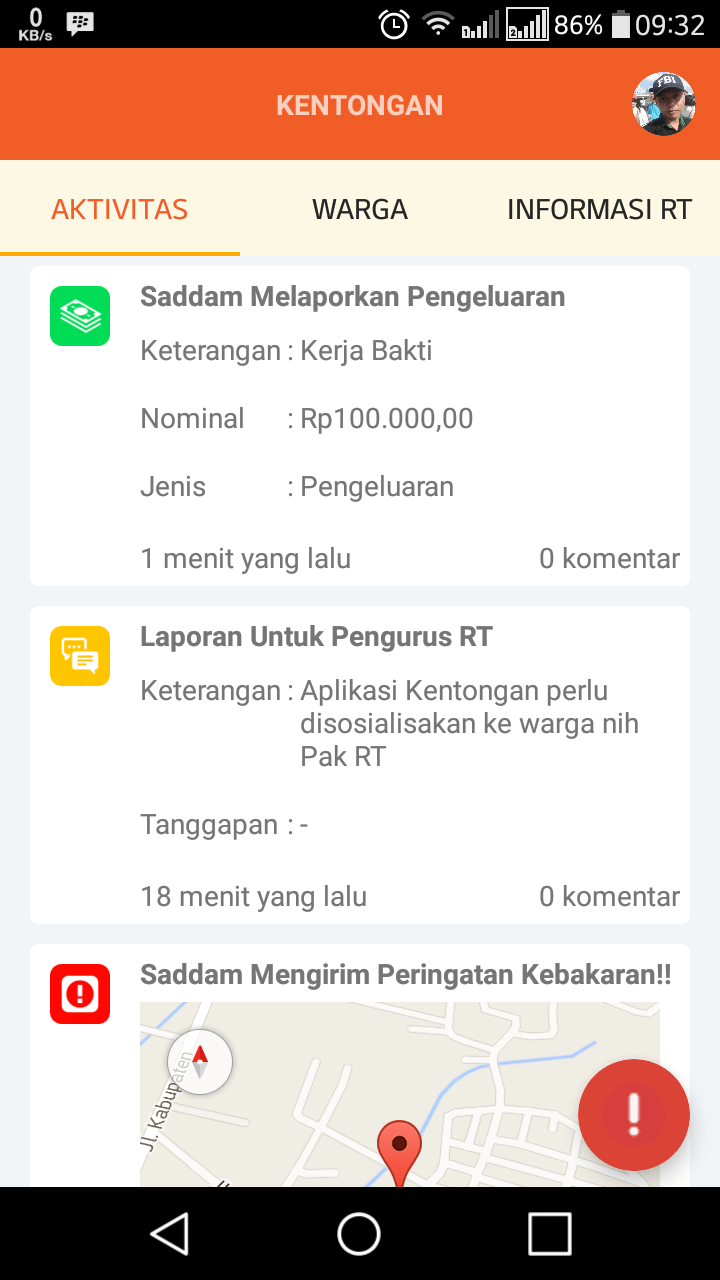 0
KB/s
1
2
86%
09:32
KENTONGAN
FBI
AKTIVITAS
WARGA
INFORMASI RT
Saddam Melaporkan Pengeluaran
Keterangan : Kerja Bakti
Nominal : Rp100.000,00
Jenis : Pengeluaran
1 menit yang lalu
0 komentar
Laporan Untuk Pengurus RT
Keterangan : Aplikasi Kentongan perlu
disosialisakan ke warga nih
Pak RT
Tanggapan : -
18 menit yang lalu
0 komentar
Saddam Mengirim Peringatan Kebakaran!!
Jl. Kabupaten